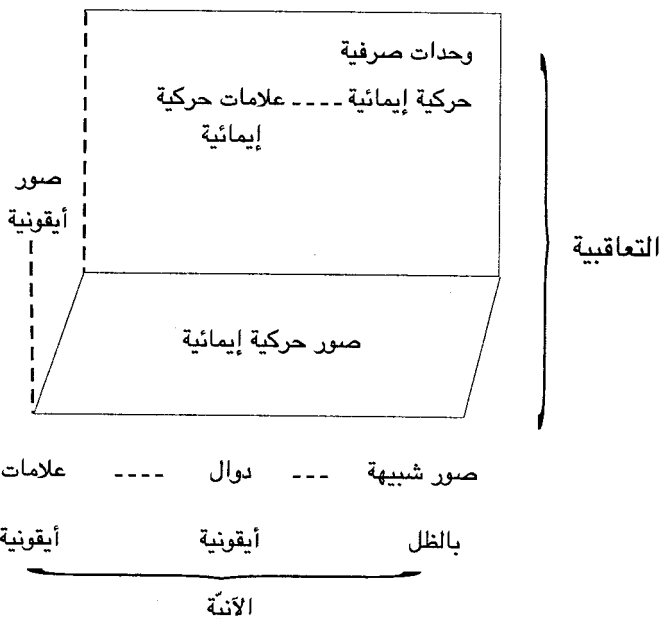 وحدات صرفية
حركية إيمائية ---- علامات حركية
إيمائية
صور
أيقونية
التعاقبية
صور حركية إيمائية
صور شبيهة --- دوال ---- علامات
بالظل أيقونية أيقونية
الآنيّة